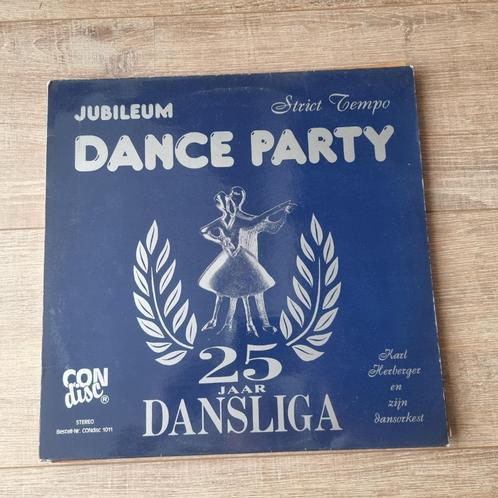 JUBILEUM
Strict Tempo
DANCE PARTY
25
JAAR
DANSLIGA
Karl
Herberger
en
zijn
dansorkest
CON
disc ®
STEREO
Bestell-Nr. CONdisc 1011